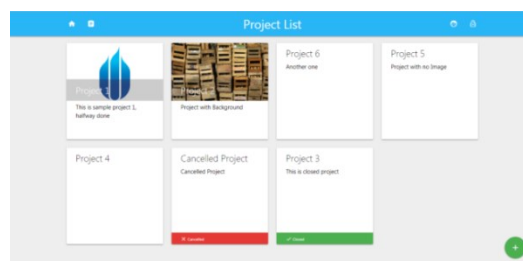 Project List
Project 1
This is sample project 1,
halfway done
Project with Background
Project 6
Another one
Project 5
Project with no Image
Project 4
Cancelled Project
Cancelled Project
Cancelled
Project 3
This is closed project
Closed